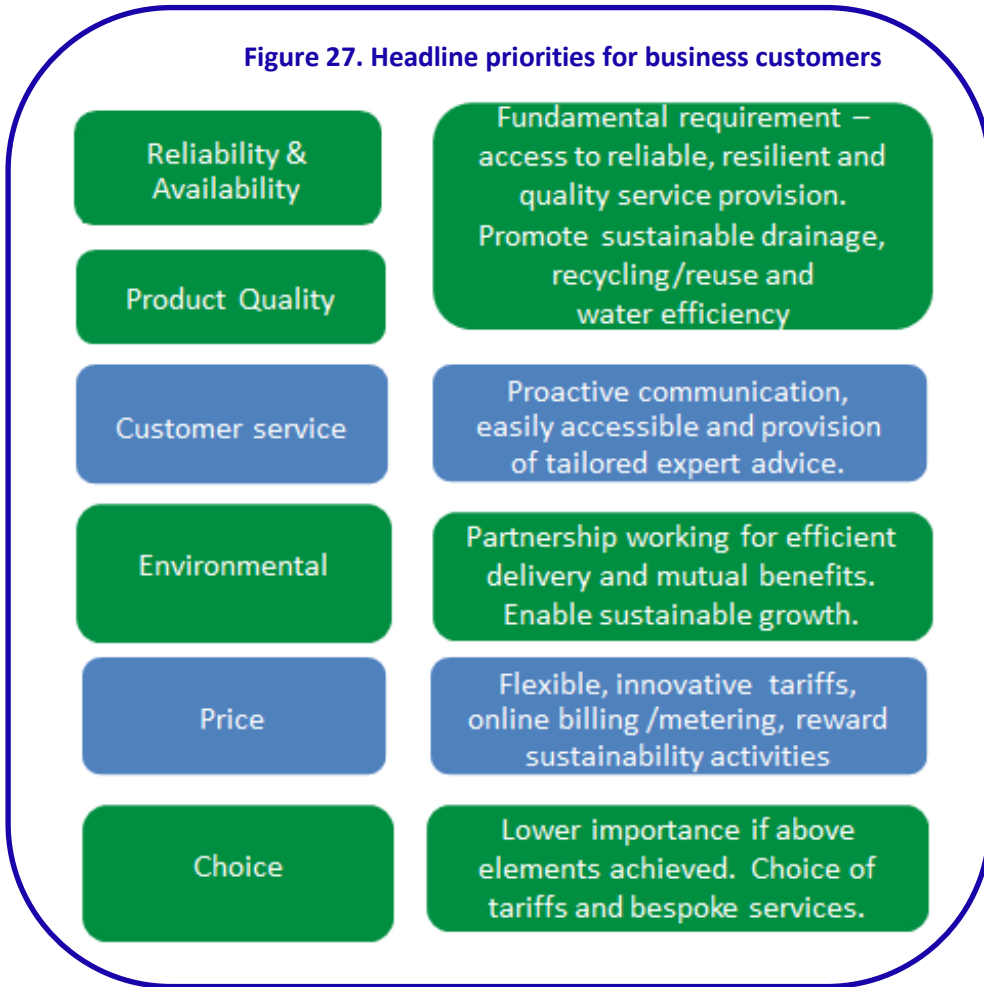 Figure 27. Headline priorities for business customers
Reliability &
Availability
Product Quality
Fundamental requirement –
access to reliable, resilient and
quality service provision.
Promote sustainable drainage,
recycling/reuse and
water efficiency
Customer service
Proactive communication,
easily accessible and provision
of tailored expert advice.
Environmental
Partnership working for efficient
delivery and mutual benefits.
Enable sustainable growth.
Price
Flexible, innovative tariffs,
online billing /metering, reward
sustainability activities
Choice
Lower importance if above
elements achieved. Choice of
tariffs and bespoke services.